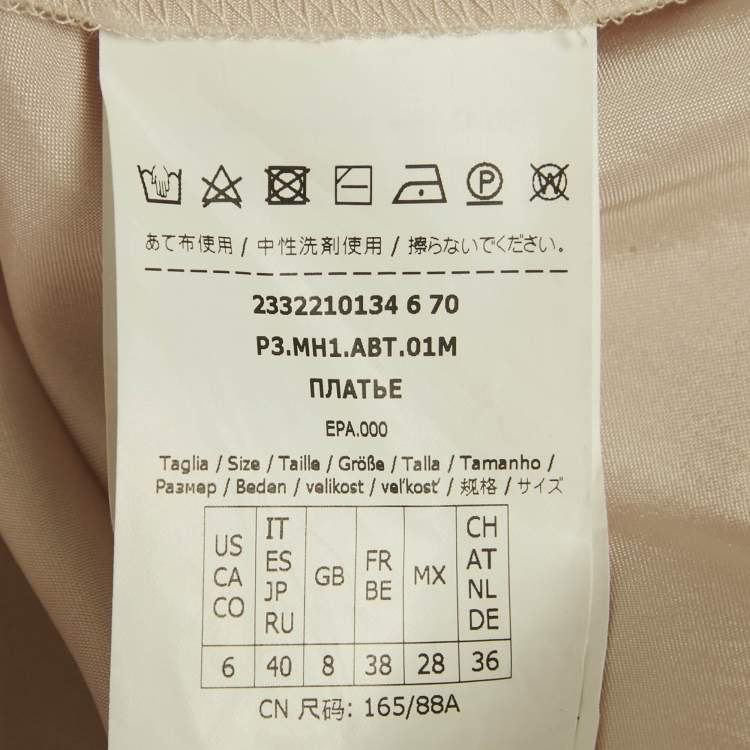 あて布使用 / 中性洗剤使用 / 擦らないでください。
2332210134 6 70
P3.MH1.ABT.01M
ПЛАТЬЕ
EPA.000
Taglia / Size / Taille / Größe / Talla / Tamanho /
Размер / Beden / velikost / veľkosť / 规格 / サイズ
US CA CO IT ES JP RU GB FR BE MX CH AT NL DE
6 40 8 38 28 36
CN 尺码: 165/88A